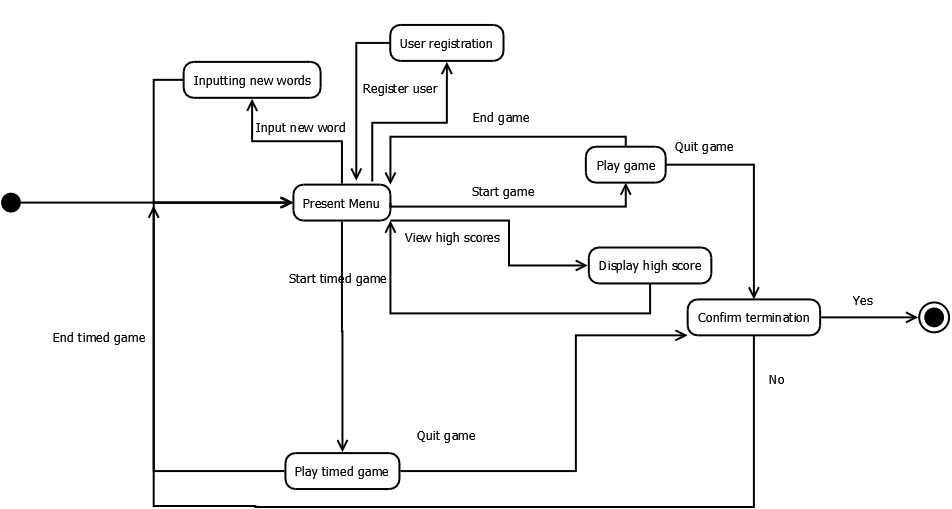 User registration
Inputting new words
Register user
End game
Input new word
Quit game
Play game
Start game
Present Menu
View high scores
Display high score
Start timed game
Yes
Confirm termination
End timed game
No
Quit game
Play timed game